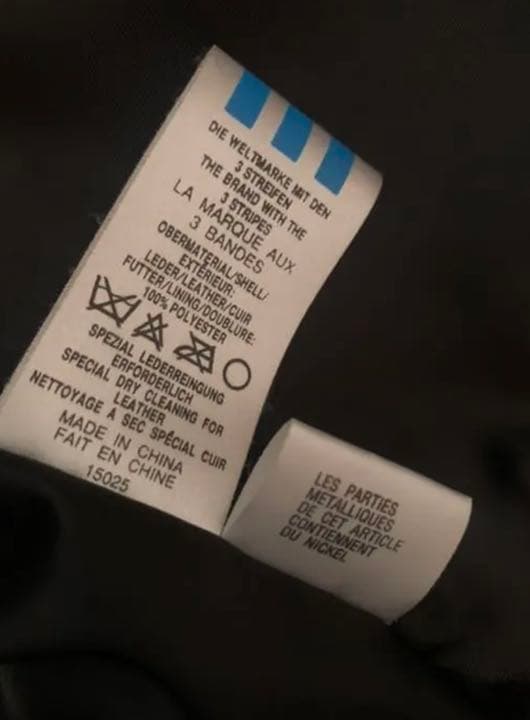 DIE WELTMARKE MIT DEN
3 STREIFEN
THE BRAND WITH THE
3 STRIPES
LA MARQUE AUX
3 BANDES
OBERMATERIAL/SHELL/
EXTÉRIEUR:
LEDER/LEATHER/CUIR
FUTTER/LINING/DOUBLURE:
100% POLYESTER
SPEZIAL LEDERREINGUNG
ERFORDERLICH
SPECIAL DRY CLEANING FOR
LEATHER
NETTOYAGE À SEC SPÉCIAL CUIR
MADE IN CHINA
FAIT EN CHINE
15025
LES PARTIES
METALLIQUES
DE CET ARTICLE
CONTIENNENT
DU NICKEL